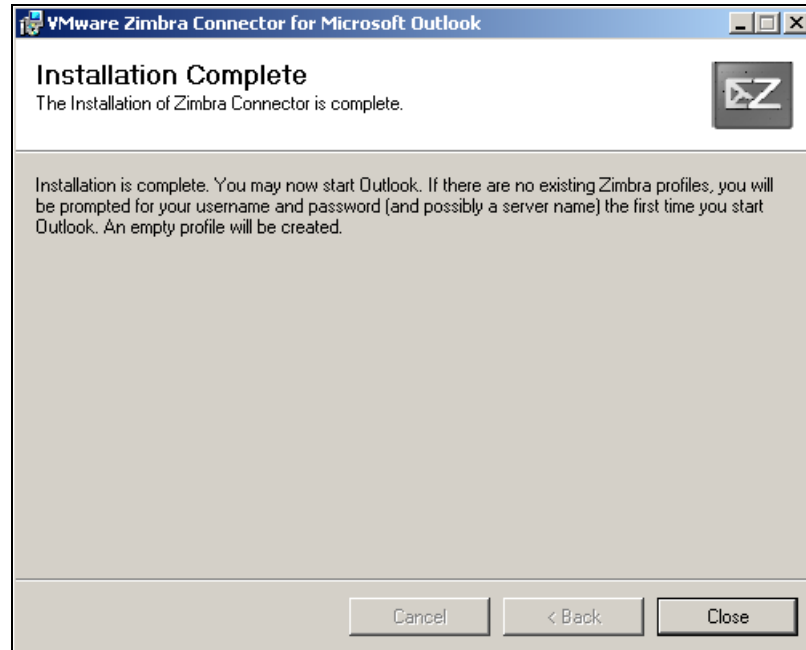 VMware Zimbra Connector for Microsoft Outlook
Installation Complete
The Installation of Zimbra Connector is complete.
Installation is complete. You may now start Outlook. If there are no existing Zimbra profiles, you will
be prompted for your username and password (and possibly a server name) the first time you start
Outlook. An empty profile will be created.
Cancel
< Back
Close